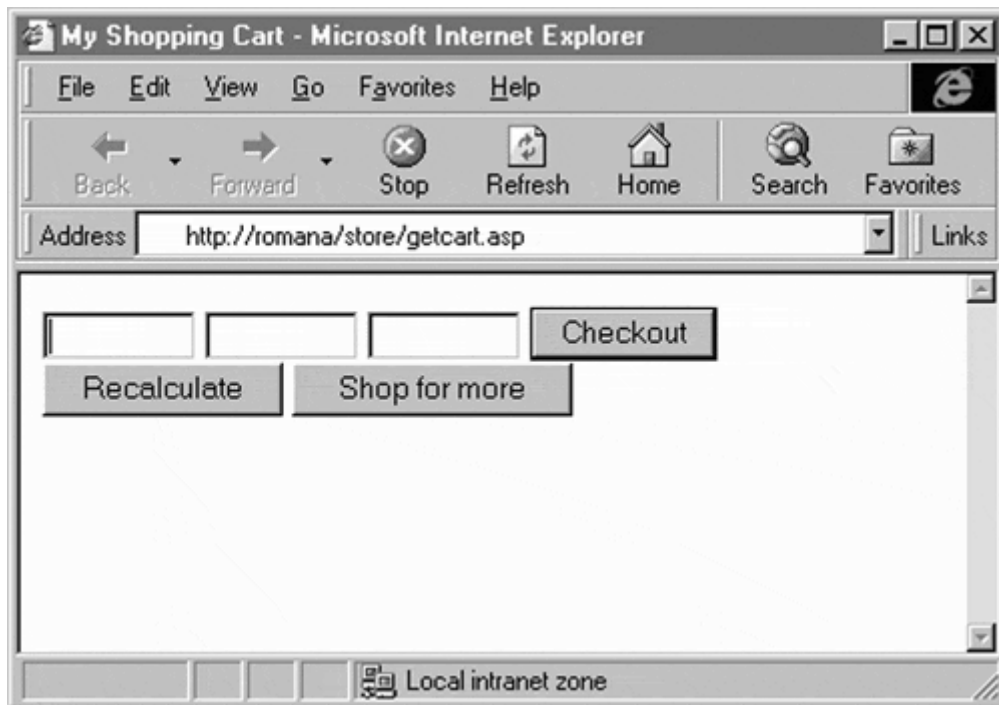 My Shopping Cart - Microsoft Internet Explorer
File Edit View Go Favorites Help
Back Forward Stop Refresh Home Search Favorites
Address http://romana/store/getcart.asp Links
Checkout
Recalculate Shop for more
Local intranet zone